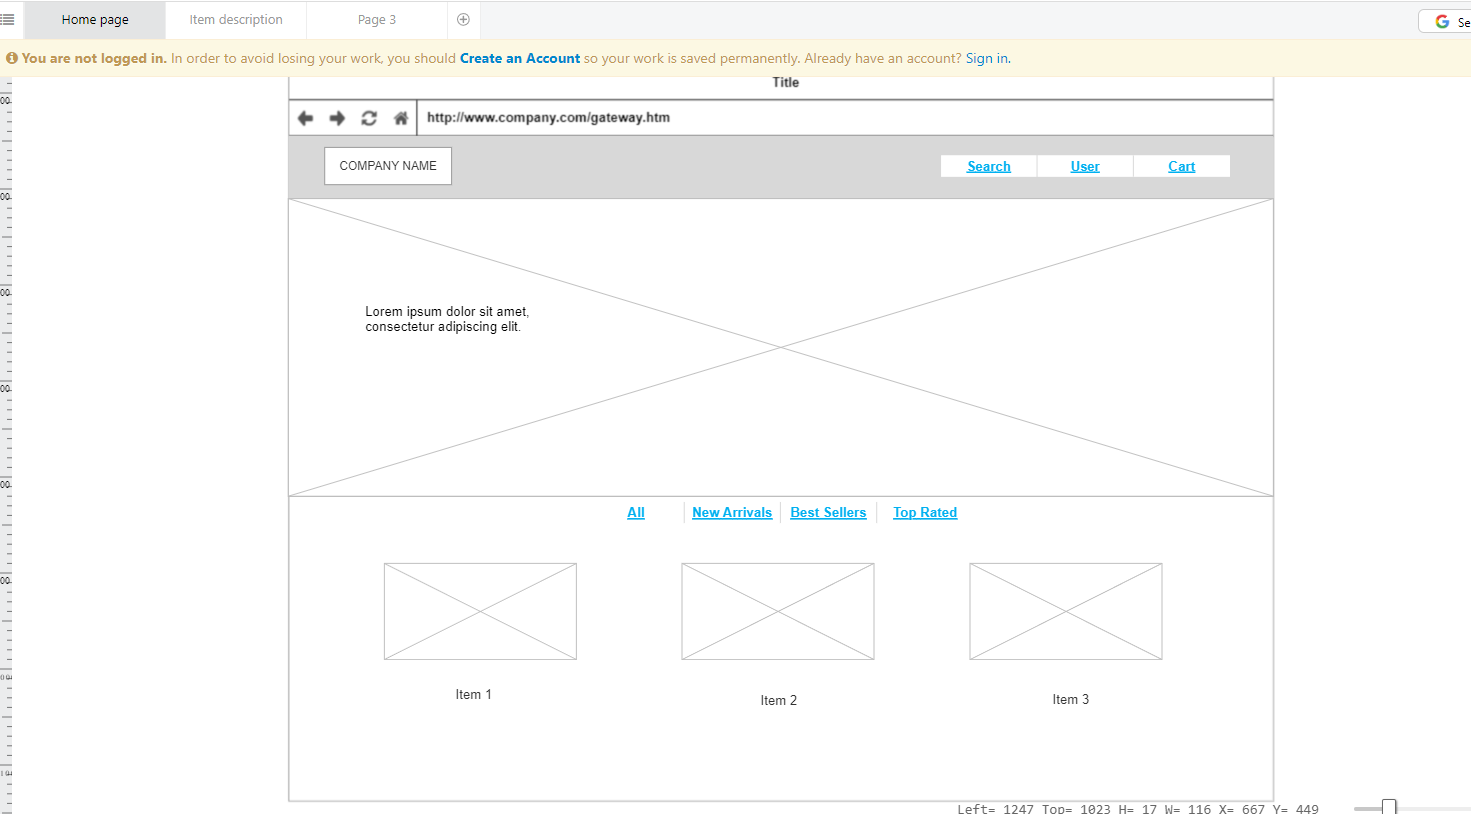 Home page
Item description
Page 3
Se
You are not logged in. In order to avoid losing your work, you should Create an Account so your work is saved permanently. Already have an account? Sign in.
Title
http://www.company.com/gateway.htm
COMPANY NAME
Search
User
Cart
Lorem ipsum dolor sit amet,
consectetur adipiscing elit.
All
New Arrivals
Best Sellers
Top Rated
Item 1
Item 2
Item 3
Left= 1247 Top= 1023 H= 17 W= 116 X= 667 Y= 449